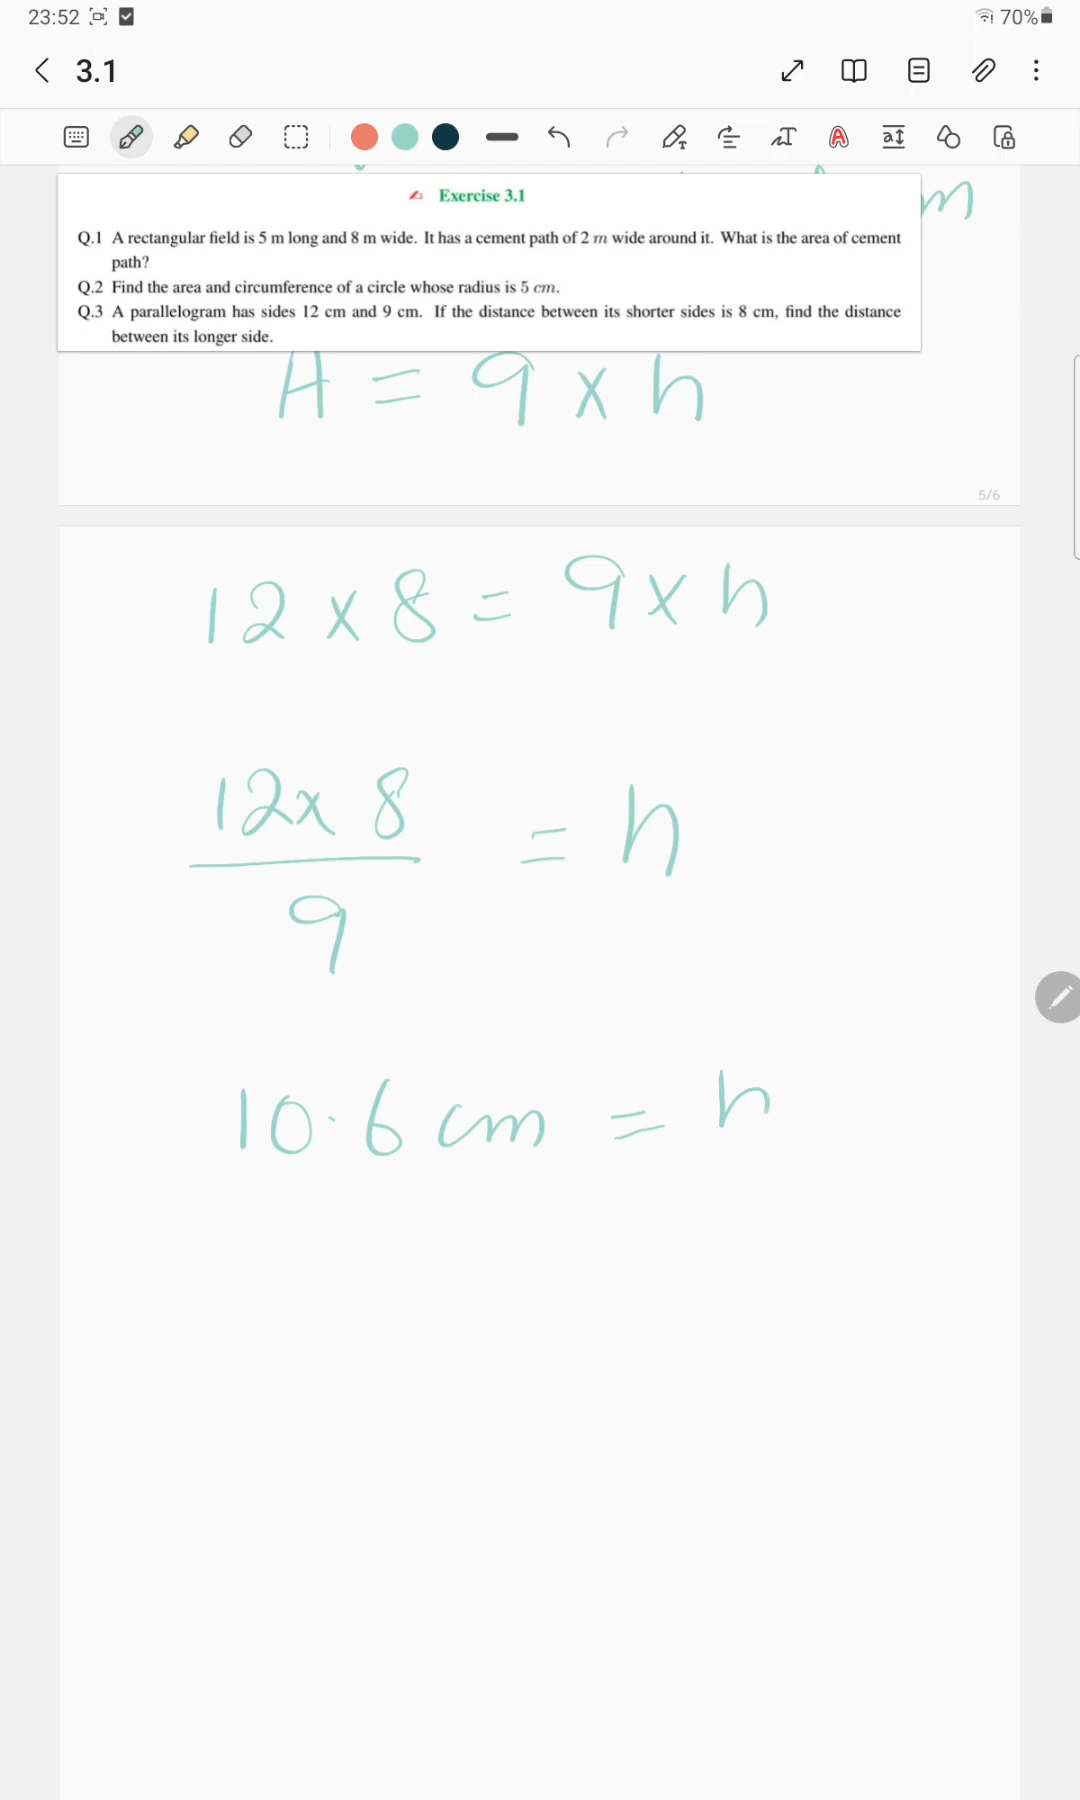 23:52
70%
3.1
m
Exercise 3.1
Q.1 A rectangular field is 5 m long and 8 m wide. It has a cement path of 2 m wide around it. What is the area of cement
path?
Q.2 Find the area and circumference of a circle whose radius is 5 cm.
Q.3 A parallelogram has sides 12 cm and 9 cm. If the distance between its shorter sides is 8 cm, find the distance
between its longer side.
A = 9 x h
5/6
12 x 8 = 9 x h
12 x 8
= h
9
10.6 cm = h